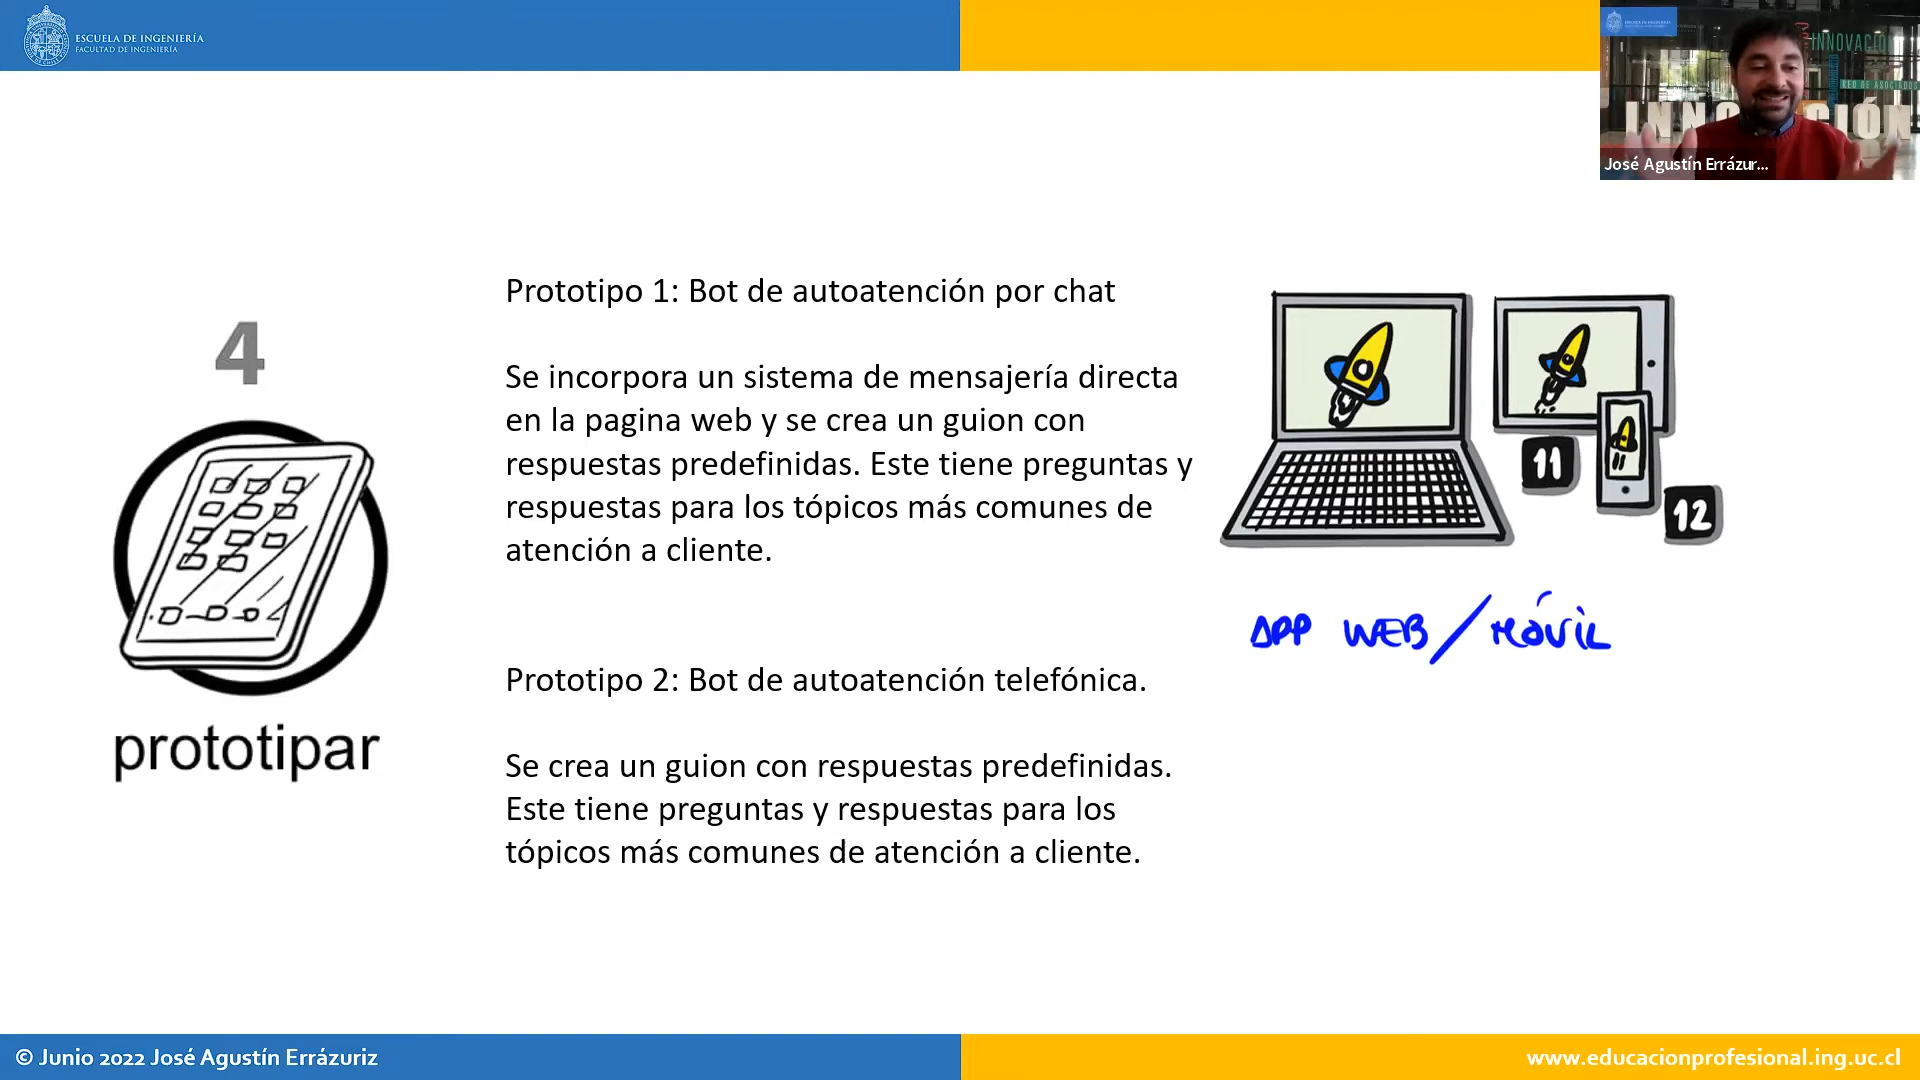 ESCUELA DE INGENIERÍA
FACULTAD DE INGENIERÍA
INNOVACIÓN
RED DE ASOCIADOS
José Agustín Errázur...
4
prototipar
Prototipo 1: Bot de autoatención por chat
Se incorpora un sistema de mensajería directa
en la pagina web y se crea un guion con
respuestas predefinidas. Este tiene preguntas y
respuestas para los tópicos más comunes de
atención a cliente.
Prototipo 2: Bot de autoatención telefónica.
Se crea un guion con respuestas predefinidas.
Este tiene preguntas y respuestas para los
tópicos más comunes de atención a cliente.
11
12
APP WEB / MÓVIL
© Junio 2022 José Agustín Errázuriz
www.educacionprofesional.ing.uc.cl